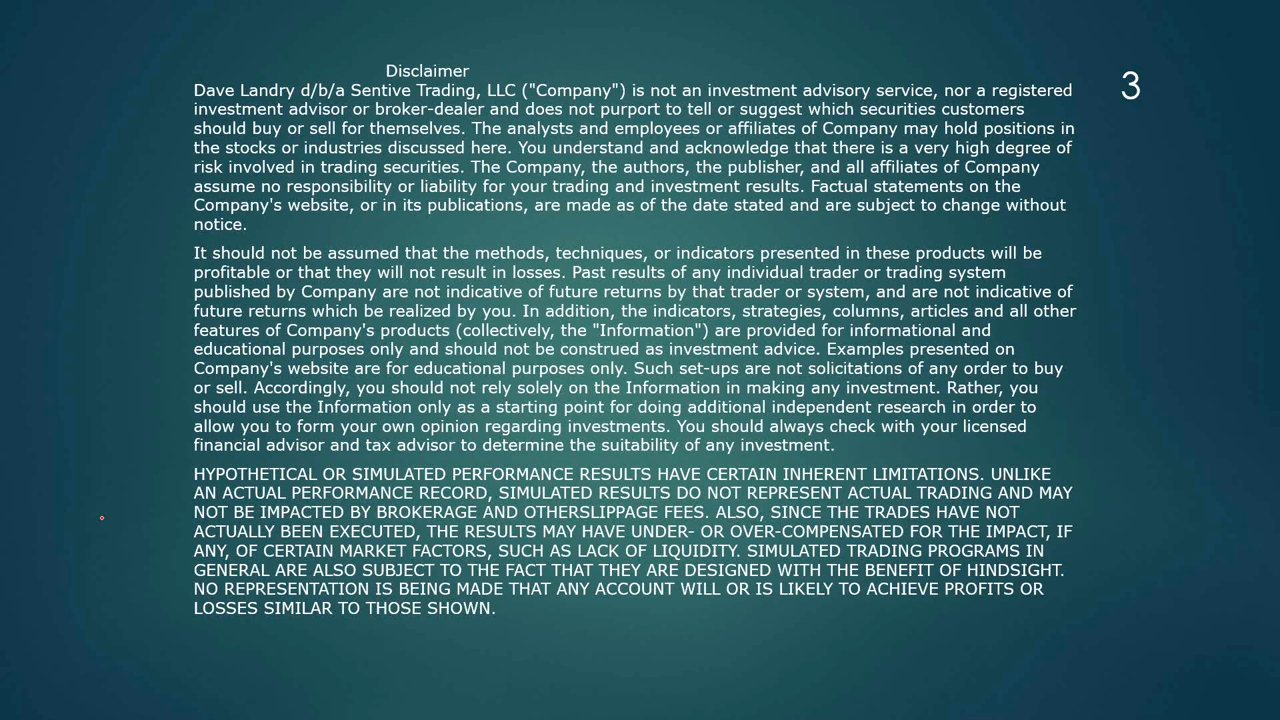 Disclaimer
3
Dave Landry d/b/a Sentive Trading, LLC ("Company") is not an investment advisory service, nor a registered
investment advisor or broker-dealer and does not purport to tell or suggest which securities customers
should buy or sell for themselves. The analysts and employees or affiliates of Company may hold positions in
the stocks or industries discussed here. You understand and acknowledge that there is a very high degree of
risk involved in trading securities. The Company, the authors, the publisher, and all affiliates of Company
assume no responsibility or liability for your trading and investment results. Factual statements on the
Company's website, or in its publications, are made as of the date stated and are subject to change without
notice.
It should not be assumed that the methods, techniques, or indicators presented in these products will be
profitable or that they will not result in losses. Past results of any individual trader or trading system
published by Company are not indicative of future returns by that trader or system, and are not indicative of
future returns which be realized by you. In addition, the indicators, strategies, columns, articles and all other
features of Company's products (collectively, the "Information") are provided for informational and
educational purposes only and should not be construed as investment advice. Examples presented on
Company's website are for educational purposes only. Such set-ups are not solicitations of any order to buy
or sell. Accordingly, you should not rely solely on the Information in making any investment. Rather, you
should use the Information only as a starting point for doing additional independent research in order to
allow you to form your own opinion regarding investments. You should always check with your licensed
financial advisor and tax advisor to determine the suitability of any investment.
HYPOTHETICAL OR SIMULATED PERFORMANCE RESULTS HAVE CERTAIN INHERENT LIMITATIONS. UNLIKE
AN ACTUAL PERFORMANCE RECORD, SIMULATED RESULTS DO NOT REPRESENT ACTUAL TRADING AND MAY
NOT BE IMPACTED BY BROKERAGE AND OTHERSLIPPAGE FEES. ALSO, SINCE THE TRADES HAVE NOT
ACTUALLY BEEN EXECUTED, THE RESULTS MAY HAVE UNDER- OR OVER-COMPENSATED FOR THE IMPACT, IF
ANY, OF CERTAIN MARKET FACTORS, SUCH AS LACK OF LIQUIDITY. SIMULATED TRADING PROGRAMS IN
GENERAL ARE ALSO SUBJECT TO THE FACT THAT THEY ARE DESIGNED WITH THE BENEFIT OF HINDSIGHT.
NO REPRESENTATION IS BEING MADE THAT ANY ACCOUNT WILL OR IS LIKELY TO ACHIEVE PROFITS OR
LOSSES SIMILAR TO THOSE SHOWN.